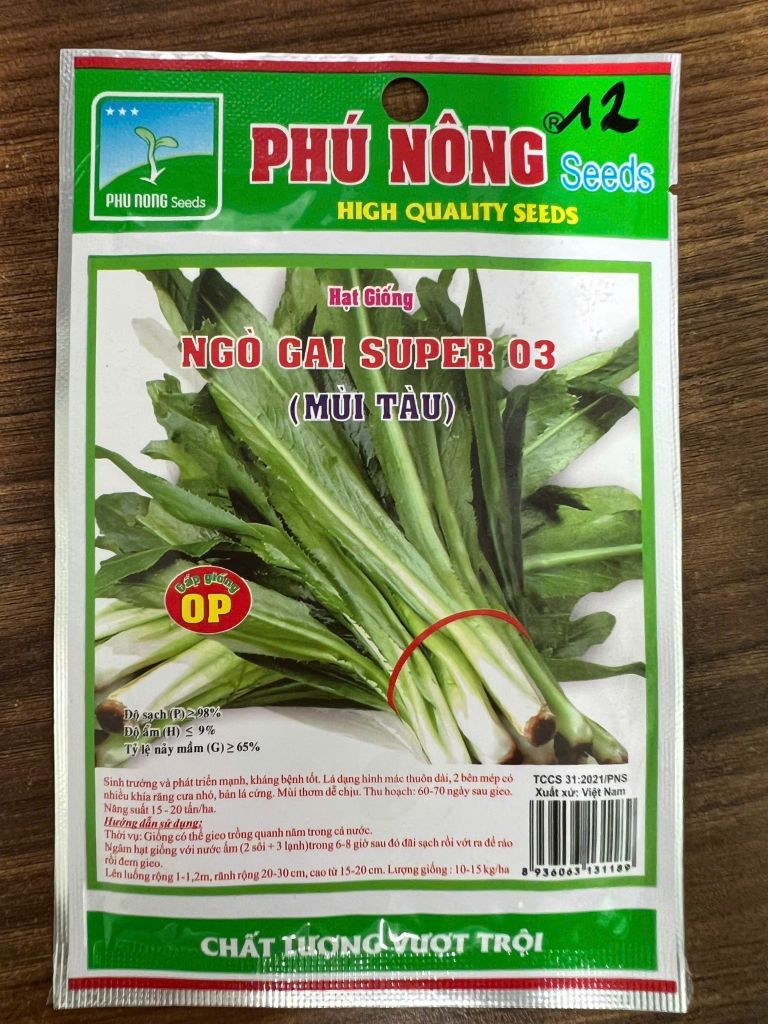 12
PHÚ NÔNG ® Seeds
HIGH QUALITY SEEDS
PHU NONG Seeds
Hạt Giống
NGÒ GAI SUPER 03
(MÙI TÀU)
Cấp giống
OP
Độ sạch (P) ≥ 98%
Độ ẩm (H) ≤ 9%
Tỷ lệ nảy mầm (G) ≥ 65%
Sinh trưởng và phát triển mạnh, kháng bệnh tốt. Lá dạng hình mác thuôn dài, 2 bên mép có
nhiều khía răng cưa nhỏ, bản lá cứng. Mùi thơm dễ chịu. Thu hoạch: 60-70 ngày sau gieo.
Năng suất 15 - 20 tấn/ha.
Hướng dẫn sử dụng:
Thời vụ: Giống có thể gieo trồng quanh năm trong cả nước.
Ngâm hạt giống với nước ấm (2 sôi + 3 lạnh)trong 6-8 giờ sau đó đãi sạch rồi vớt ra để ráo
rồi đem gieo.
Lên luống rộng 1-1,2m, rãnh rộng 20-30 cm, cao từ 15-20 cm. Lượng giống : 10-15 kg/ha
TCCS 31:2021/PNS
Xuất xứ: Việt Nam
8 936063 131189
CHẤT LƯỢNG VƯỢT TRỘI